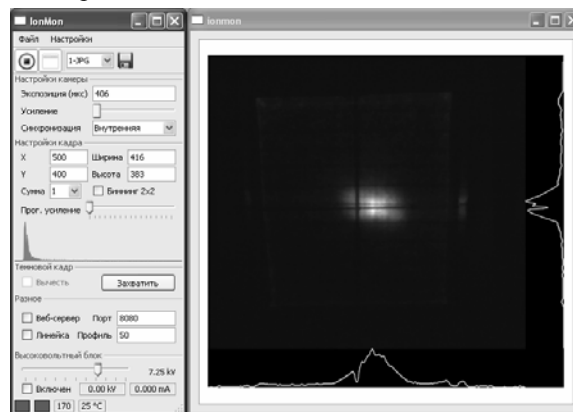 IonMon
Файл Настройки
1-JPG
Настройки камеры
Экспозиция (мкс) 406
Усиление
Синхронизация Внутренняя
Настройки кадра
X 500 Ширина 416
Y 400 Высота 383
Сумма 1 Биннинг 2x2
Прог. усиление
Темновой кадр
Вычесть Захватить
Разное
Веб-сервер Порт 8080
Линейка Профиль 50
Высоковольтный блок
7.25 kV
Включен 0.00 kV 0.000 mA
170 25 °C
ionmon